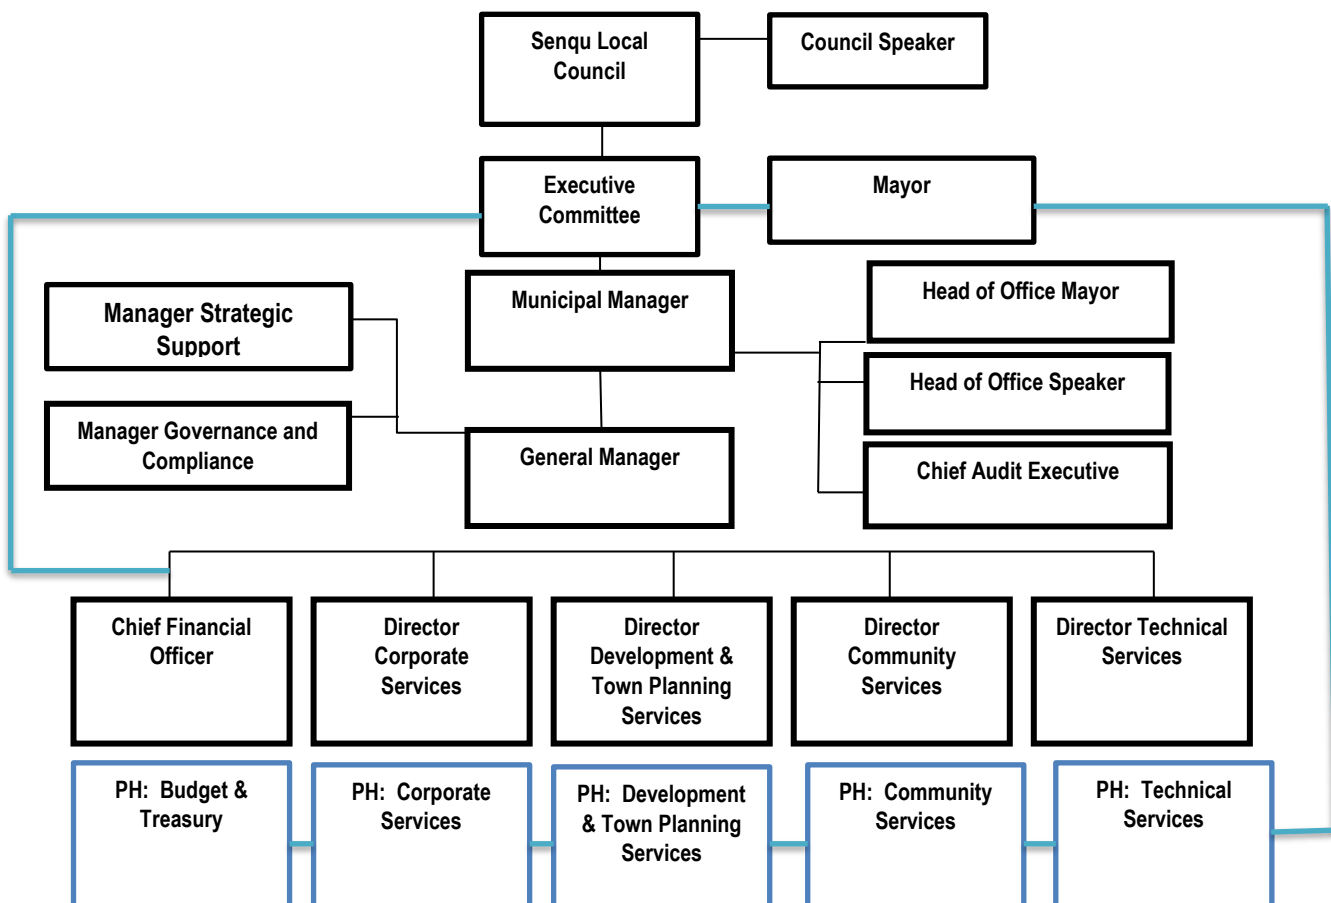 Senqu Local
Council
Council Speaker
Executive
Committee
Mayor
Municipal Manager
Head of Office Mayor
Manager Strategic
Support
Head of Office Speaker
Manager Governance and
Compliance
General Manager
Chief Audit Executive
Chief Financial
Officer
Director
Corporate
Services
Director
Development &
Town Planning
Services
Director
Community
Services
Director Technical
Services
PH:  Budget &
Treasury
PH:  Corporate
Services
PH:  Development
& Town Planning
Services
PH:  Community
Services
PH:  Technical
Services